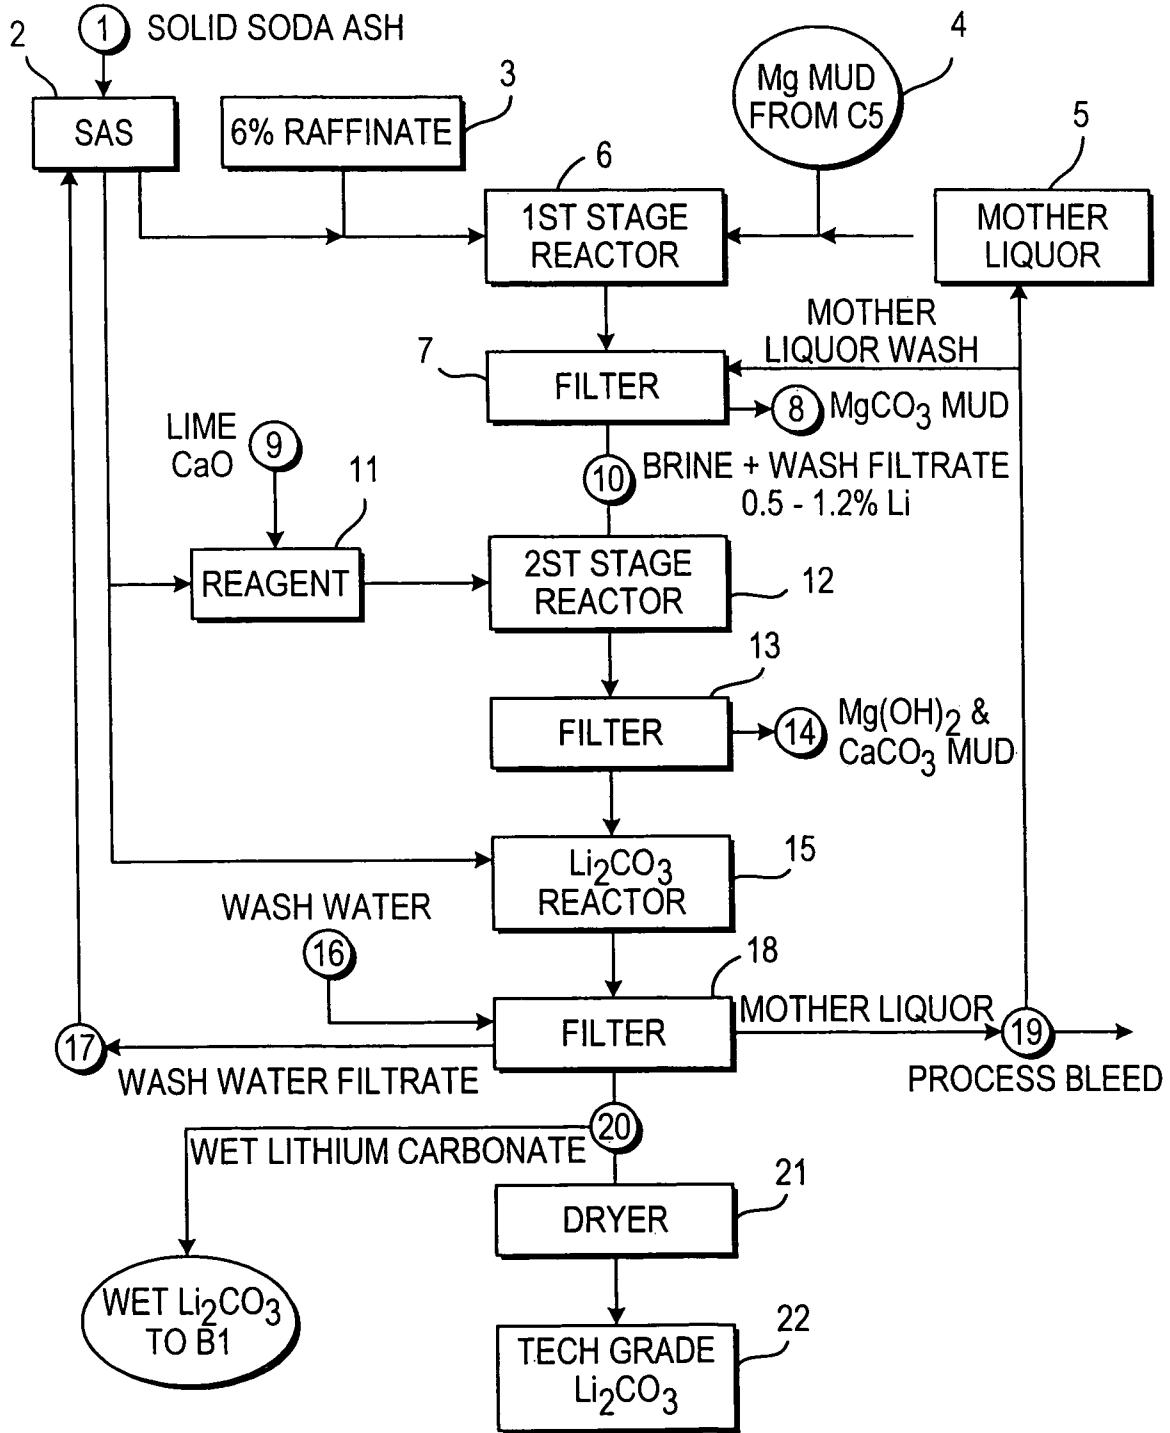 1
SOLID SODA ASH
2
SAS
3
6% RAFFINATE
4
Mg MUD
FROM C5
5
MOTHER
LIQUOR
6
1ST STAGE
REACTOR
MOTHER
LIQUOR WASH
7
FILTER
8
MgCO3 MUD
LIME
CaO
9
10
BRINE + WASH FILTRATE
0.5 - 1.2% Li
11
REAGENT
2ST STAGE
REACTOR
12
13
FILTER
14
Mg(OH)2 &
CaCO3 MUD
Li2CO3
REACTOR
15
WASH WATER
16
18
FILTER
MOTHER LIQUOR
19
PROCESS BLEED
17
WASH WATER FILTRATE
20
WET LITHIUM CARBONATE
21
DRYER
WET Li2CO3
TO B1
22
TECH GRADE
Li2CO3